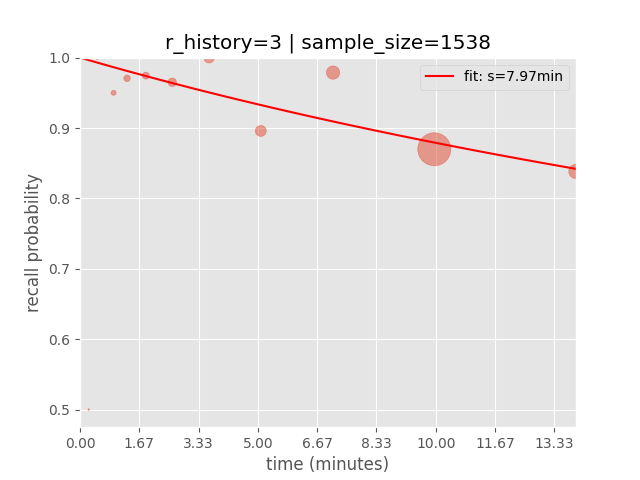 r_history=3 | sample_size=1538
fit: s=7.97min
1.0
0.9
0.8
0.7
0.6
0.5
recall probability
0.00 1.67 3.33 5.00 6.67 8.33 10.00 11.67 13.33
time (minutes)